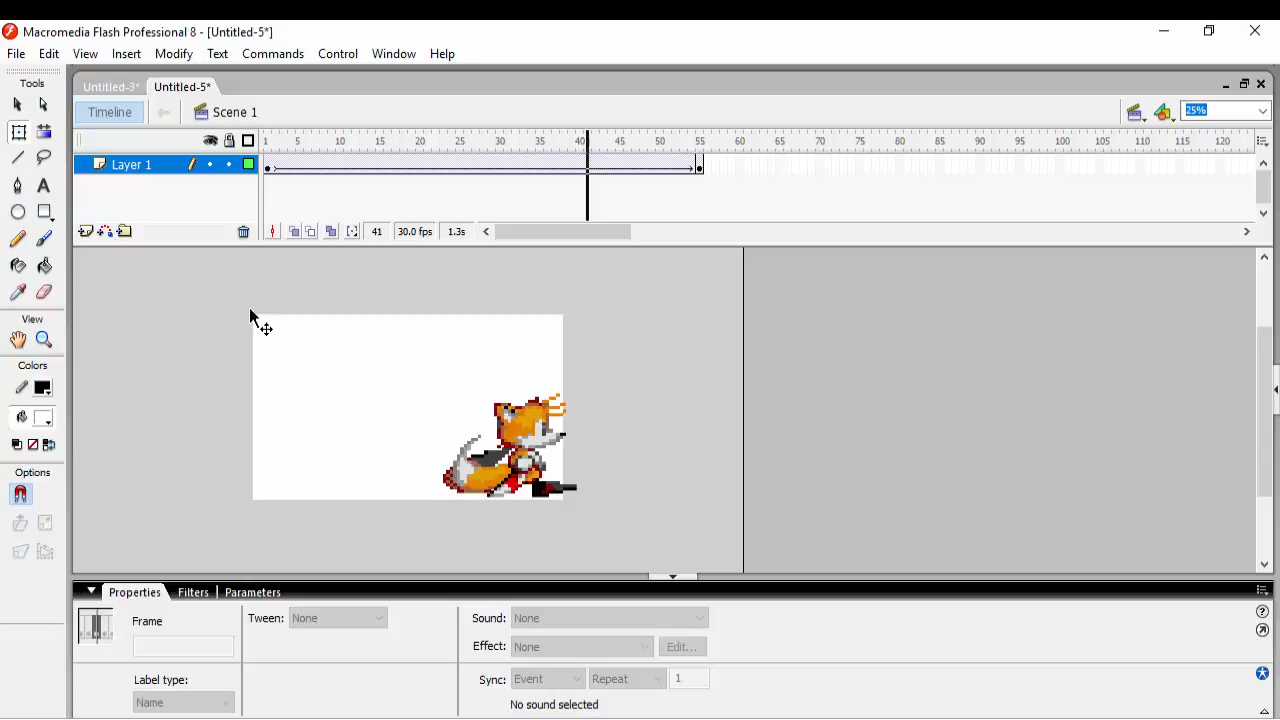 Macromedia Flash Professional 8 - [Untitled-5*]
File Edit View Insert Modify Text Commands Control Window Help
Tools
Untitled-3* Untitled-5*
Timeline Scene 1 25%
1 5 10 15 20 25 30 35 40 45 50 55 60 65 70 75 80 85 90 95 100 105 110 115 120
Layer 1
41 30.0 fps 1.3s
View
Colors
Options
Properties Filters Parameters
Frame Tween: None Sound: None
Effect: None Edit...
Label type: Sync: Event Repeat 1
Name No sound selected